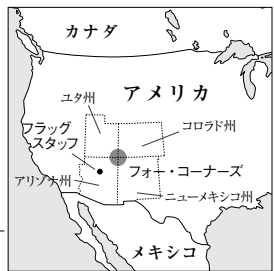 カナダ
アメリカ
ユタ州
コロラド州
フラッグ
スタッフ
フォー・コーナーズ
アリゾナ州
ニューメキシコ州
メキシコ